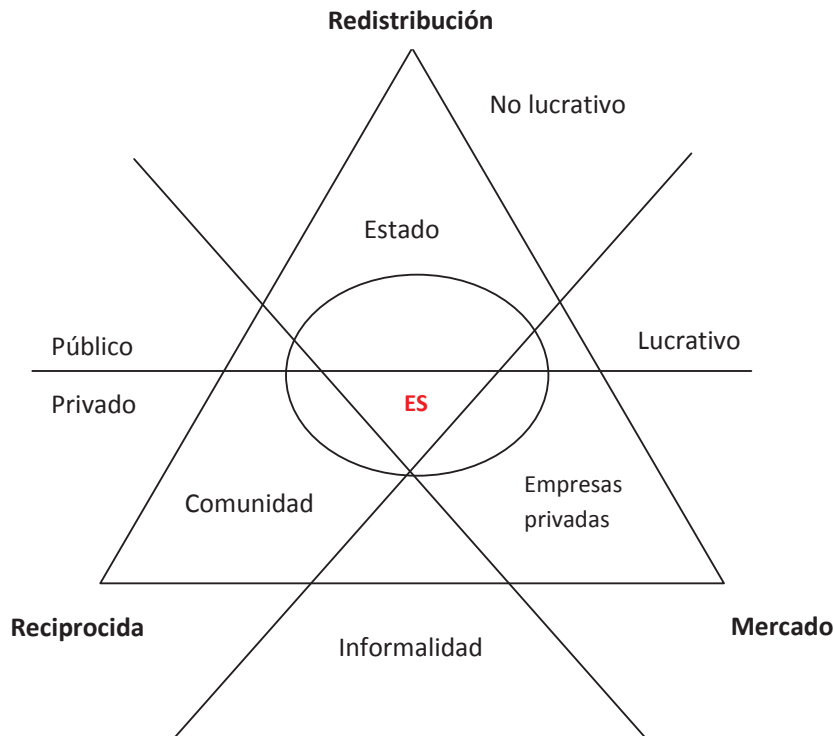 Redistribución
No lucrativo
Estado
Público
Lucrativo
Privado
ES
Comunidad
Empresas
privadas
Reciprocida
Mercado
Informalidad